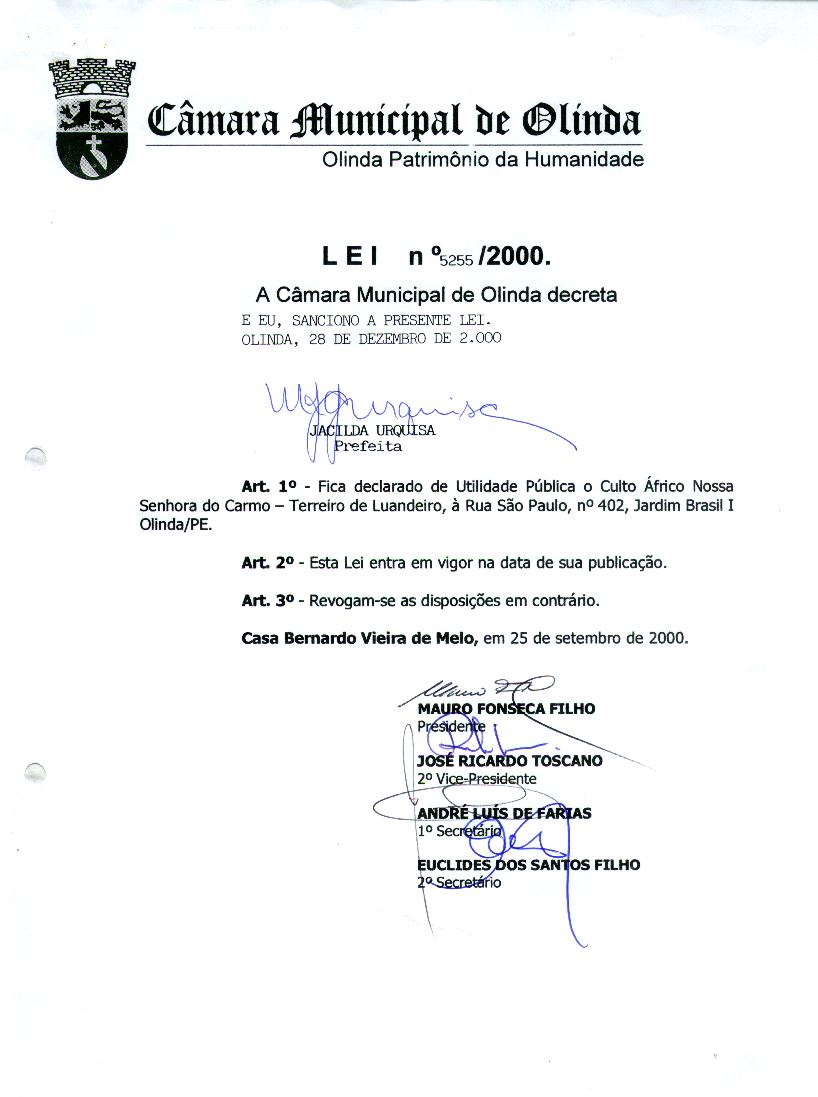 Câmara Municipal de Olinda
Olinda Patrimônio da Humanidade
LEI nº 5255 /2000.
A Câmara Municipal de Olinda decreta
E EU, SANCIONO A PRESENTE LEI.
OLINDA, 28 DE DEZEMBRO DE 2.000
JACILDA URQUISA
Prefeita
Art. 1º - Fica declarado de Utilidade Pública o Culto Áfrico Nossa
Senhora do Carmo – Terreiro de Luandeiro, à Rua São Paulo, nº 402, Jardim Brasil I
Olinda/PE.
Art. 2º - Esta Lei entra em vigor na data de sua publicação.
Art. 3º - Revogam-se as disposições em contrário.
Casa Bernardo Vieira de Melo, em 25 de setembro de 2000.
MAURO FONSECA FILHO
Presidente
JOSÉ RICARDO TOSCANO
2º Vice-Presidente
ANDRÉ LUÍS DE FARIAS
1º Secretário
EUCLIDES DOS SANTOS FILHO
2º Secretário